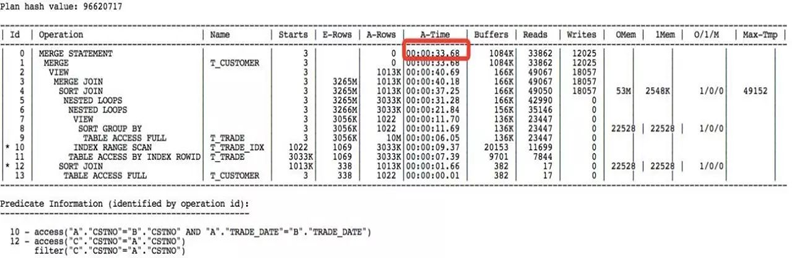 Plan hash value: 96620717
| Id | Operation | Name | Starts | E-Rows | A-Rows | A-Time | Buffers | Reads | Writes | OMem | 1Mem | O/1/M | Max-Tmp
| 0 | MERGE STATEMENT | | 3 | | 0 | 00:00:33.68 | 1084K | 33862 | 12025
| 1 | MERGE | T_CUSTOMER | 3 | | 0 | 00:00:33.68 | 1084K | 33862 | 12025
| 2 | VIEW | | 3 | | 1013K | 00:00:40.69 | 166K | 49067 | 18057
| 3 | MERGE JOIN | | 3 | 3265M | 1013K | 00:00:40.18 | 166K | 49067 | 18057
| 4 | SORT JOIN | | 3 | 3265M | 1013K | 00:00:37.25 | 166K | 49050 | 18057 | 53M | 2548K | 1/0/0 | 49152
| 5 | NESTED LOOPS | | 3 | 3265M | 3033K | 00:00:31.28 | 166K | 42990 | 0
| 6 | NESTED LOOPS | | 3 | 3266M | 3033K | 00:00:21.84 | 156K | 35146 | 0
| 7 | VIEW | | 3 | 3056K | 1022 | 00:00:11.70 | 136K | 23447 | 0
| 8 | SORT GROUP BY | | 3 | 3056K | 1022 | 00:00:11.69 | 136K | 23447 | 0 | 22528 | 22528 | 1/0/0
| 9 | TABLE ACCESS FULL | T_TRADE | 3 | 3056K | 10M | 00:00:06.05 | 136K | 23447 | 0
|* 10 | INDEX RANGE SCAN | T_TRADE_IDX | 1022 | 1069 | 3033K | 00:00:09.37 | 20153 | 11699 | 0
| 11 | TABLE ACCESS BY INDEX ROWID | T_TRADE | 3033K | 1069 | 3033K | 00:00:07.39 | 9701 | 7844 | 0
|* 12 | SORT JOIN | | 1013K | 338 | 1013K | 00:00:01.66 | 382 | 17 | 0 | 22528 | 22528 | 1/0/0
| 13 | TABLE ACCESS FULL | T_CUSTOMER | 3 | 338 | 1022 | 00:00:00.01 | 382 | 17 | 0
Predicate Information (identified by operation id):
10 - access("A"."CSTNO"="B"."CSTNO" AND "A"."TRADE_DATE"="B"."TRADE_DATE")
12 - access("C"."CSTNO"="A"."CSTNO")
filter("C"."CSTNO"="A"."CSTNO")